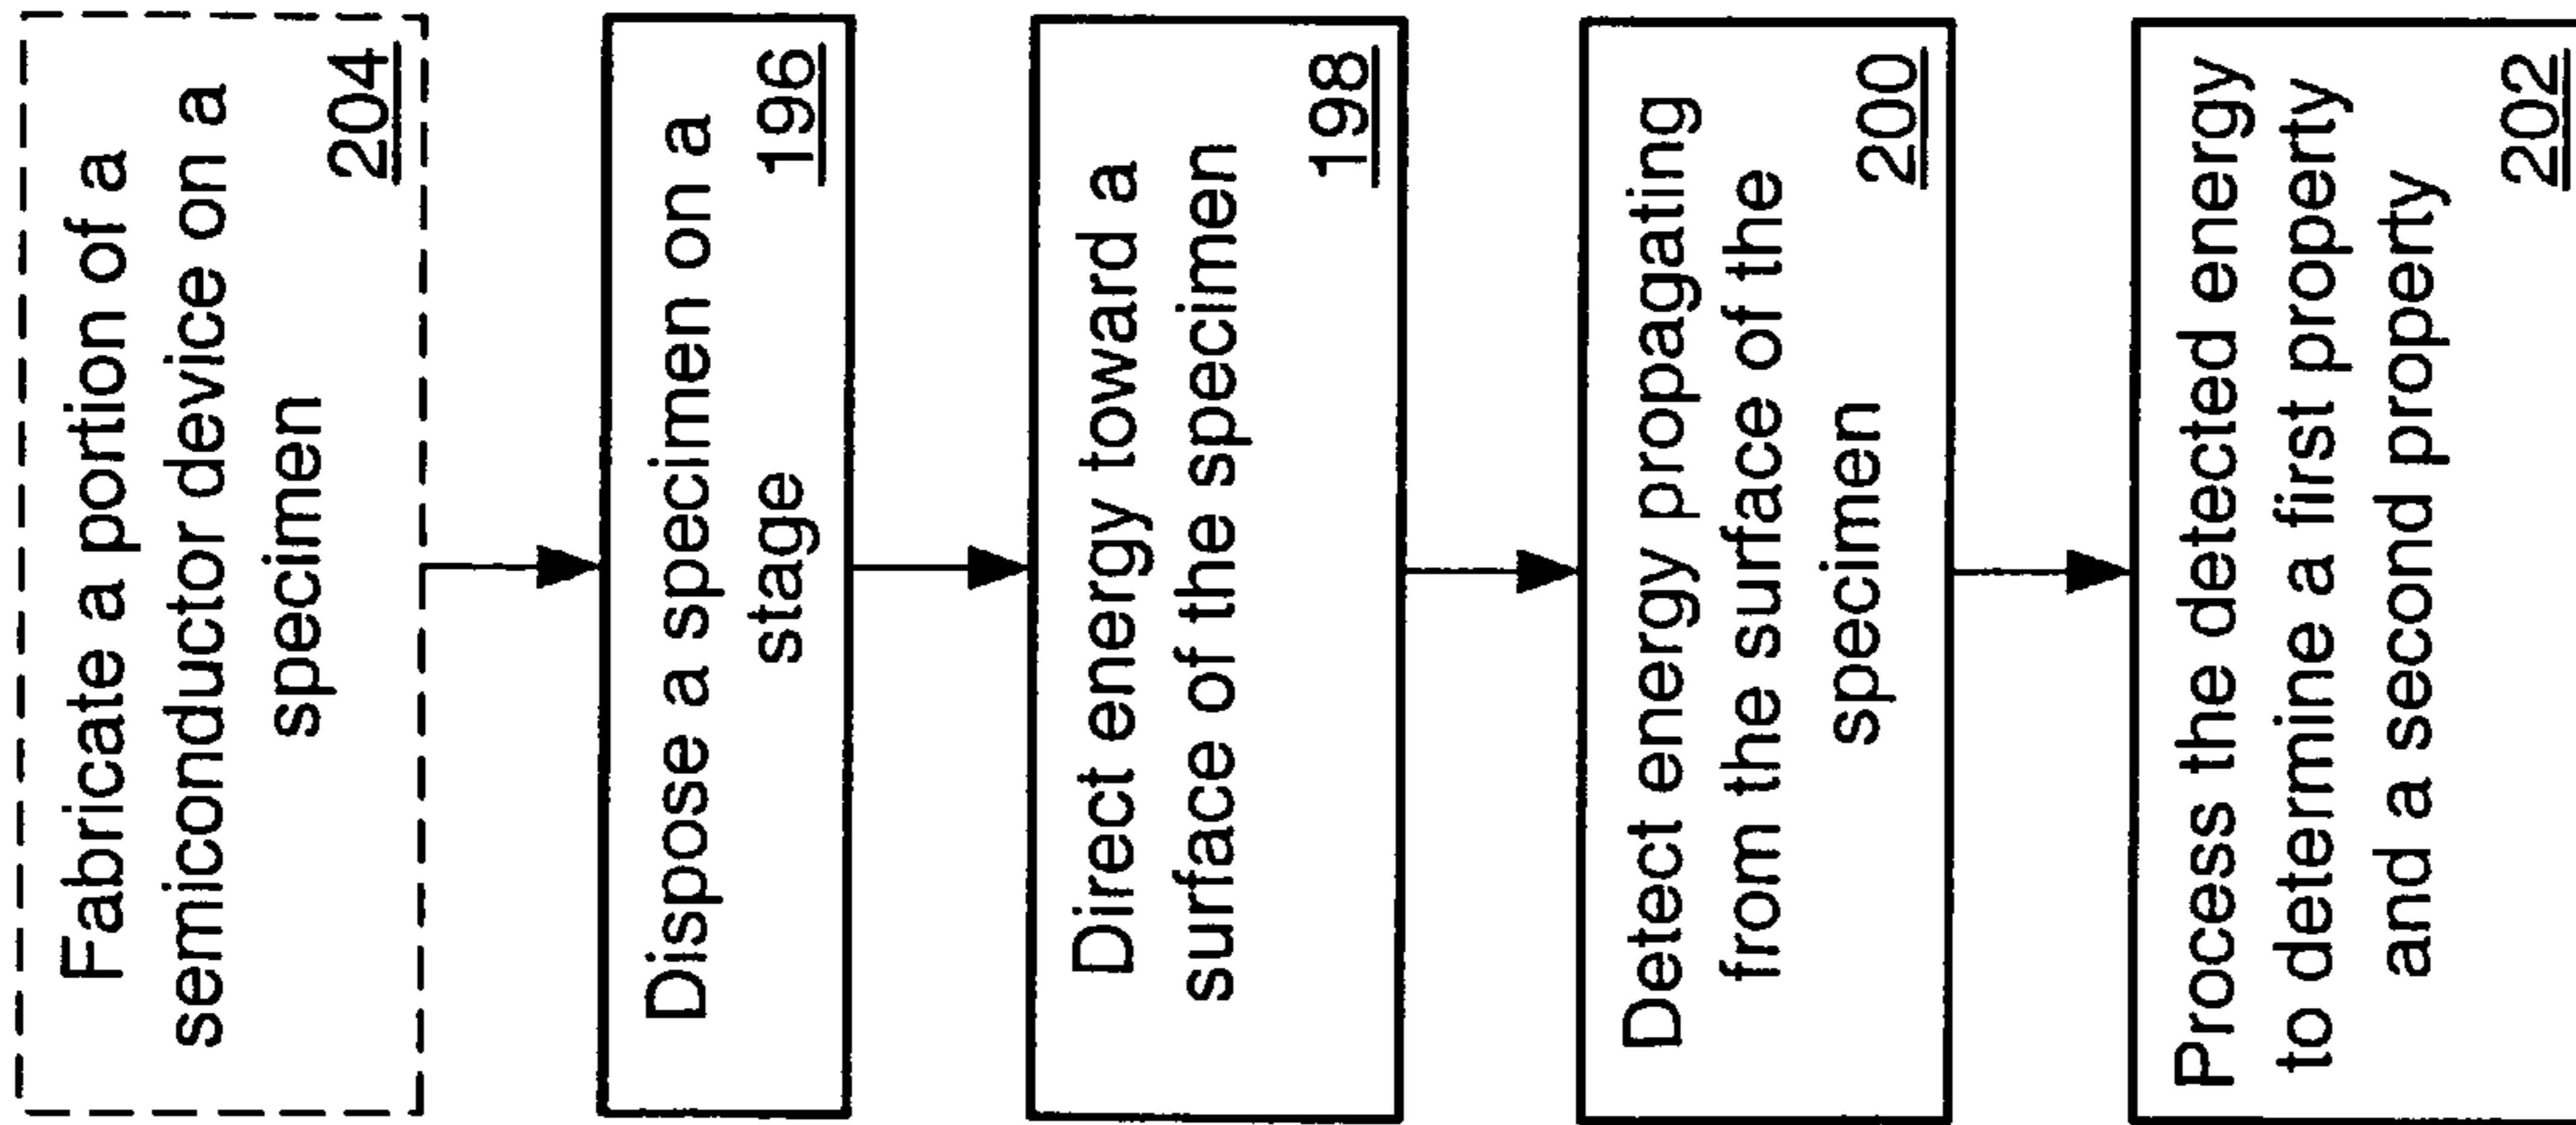 Fabricate a portion of a
semiconductor device on a
specimen
204
Dispose a specimen on a
stage
196
Direct energy toward a
surface of the specimen
198
Detect energy propagating
from the surface of the
specimen
200
Process the detected energy
to determine a first property
and a second property
202